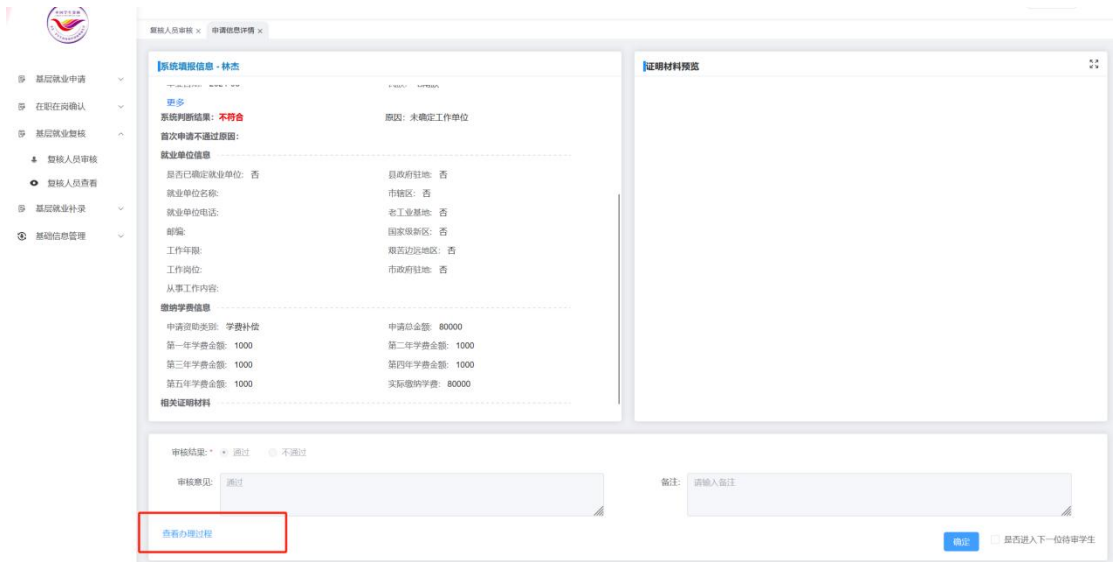 复核人员审核 × 申请信息详情 ×
基层就业申请
在职在岗确认
基层就业复核
复核人员审核
复核人员查看
基层就业补录
基础信息管理
系统填报信息 - 林杰
更多
系统判断结果: 不符合 原因: 未确定工作单位
首次申请不通过原因:
就业单位信息
是否已确定就业单位: 否 县政府驻地: 否
就业单位名称: 市辖区: 否
就业单位电话: 老工业基地: 否
邮编: 国家级新区: 否
工作年限: 艰苦边远地区: 否
工作岗位: 市政府驻地: 否
从事工作内容:
缴纳学费信息
申请资助类别: 学费补偿 申请总金额: 80000
第一年学费金额: 1000 第二年学费金额: 1000
第三年学费金额: 1000 第四年学费金额: 1000
第五年学费金额: 1000 实际缴纳学费: 80000
相关证明材料
证明材料预览
审核结果: * 通过 不通过
审核意见: 通过 备注: 请输入备注
查看办理过程
确定 是否进入下一位待审学生